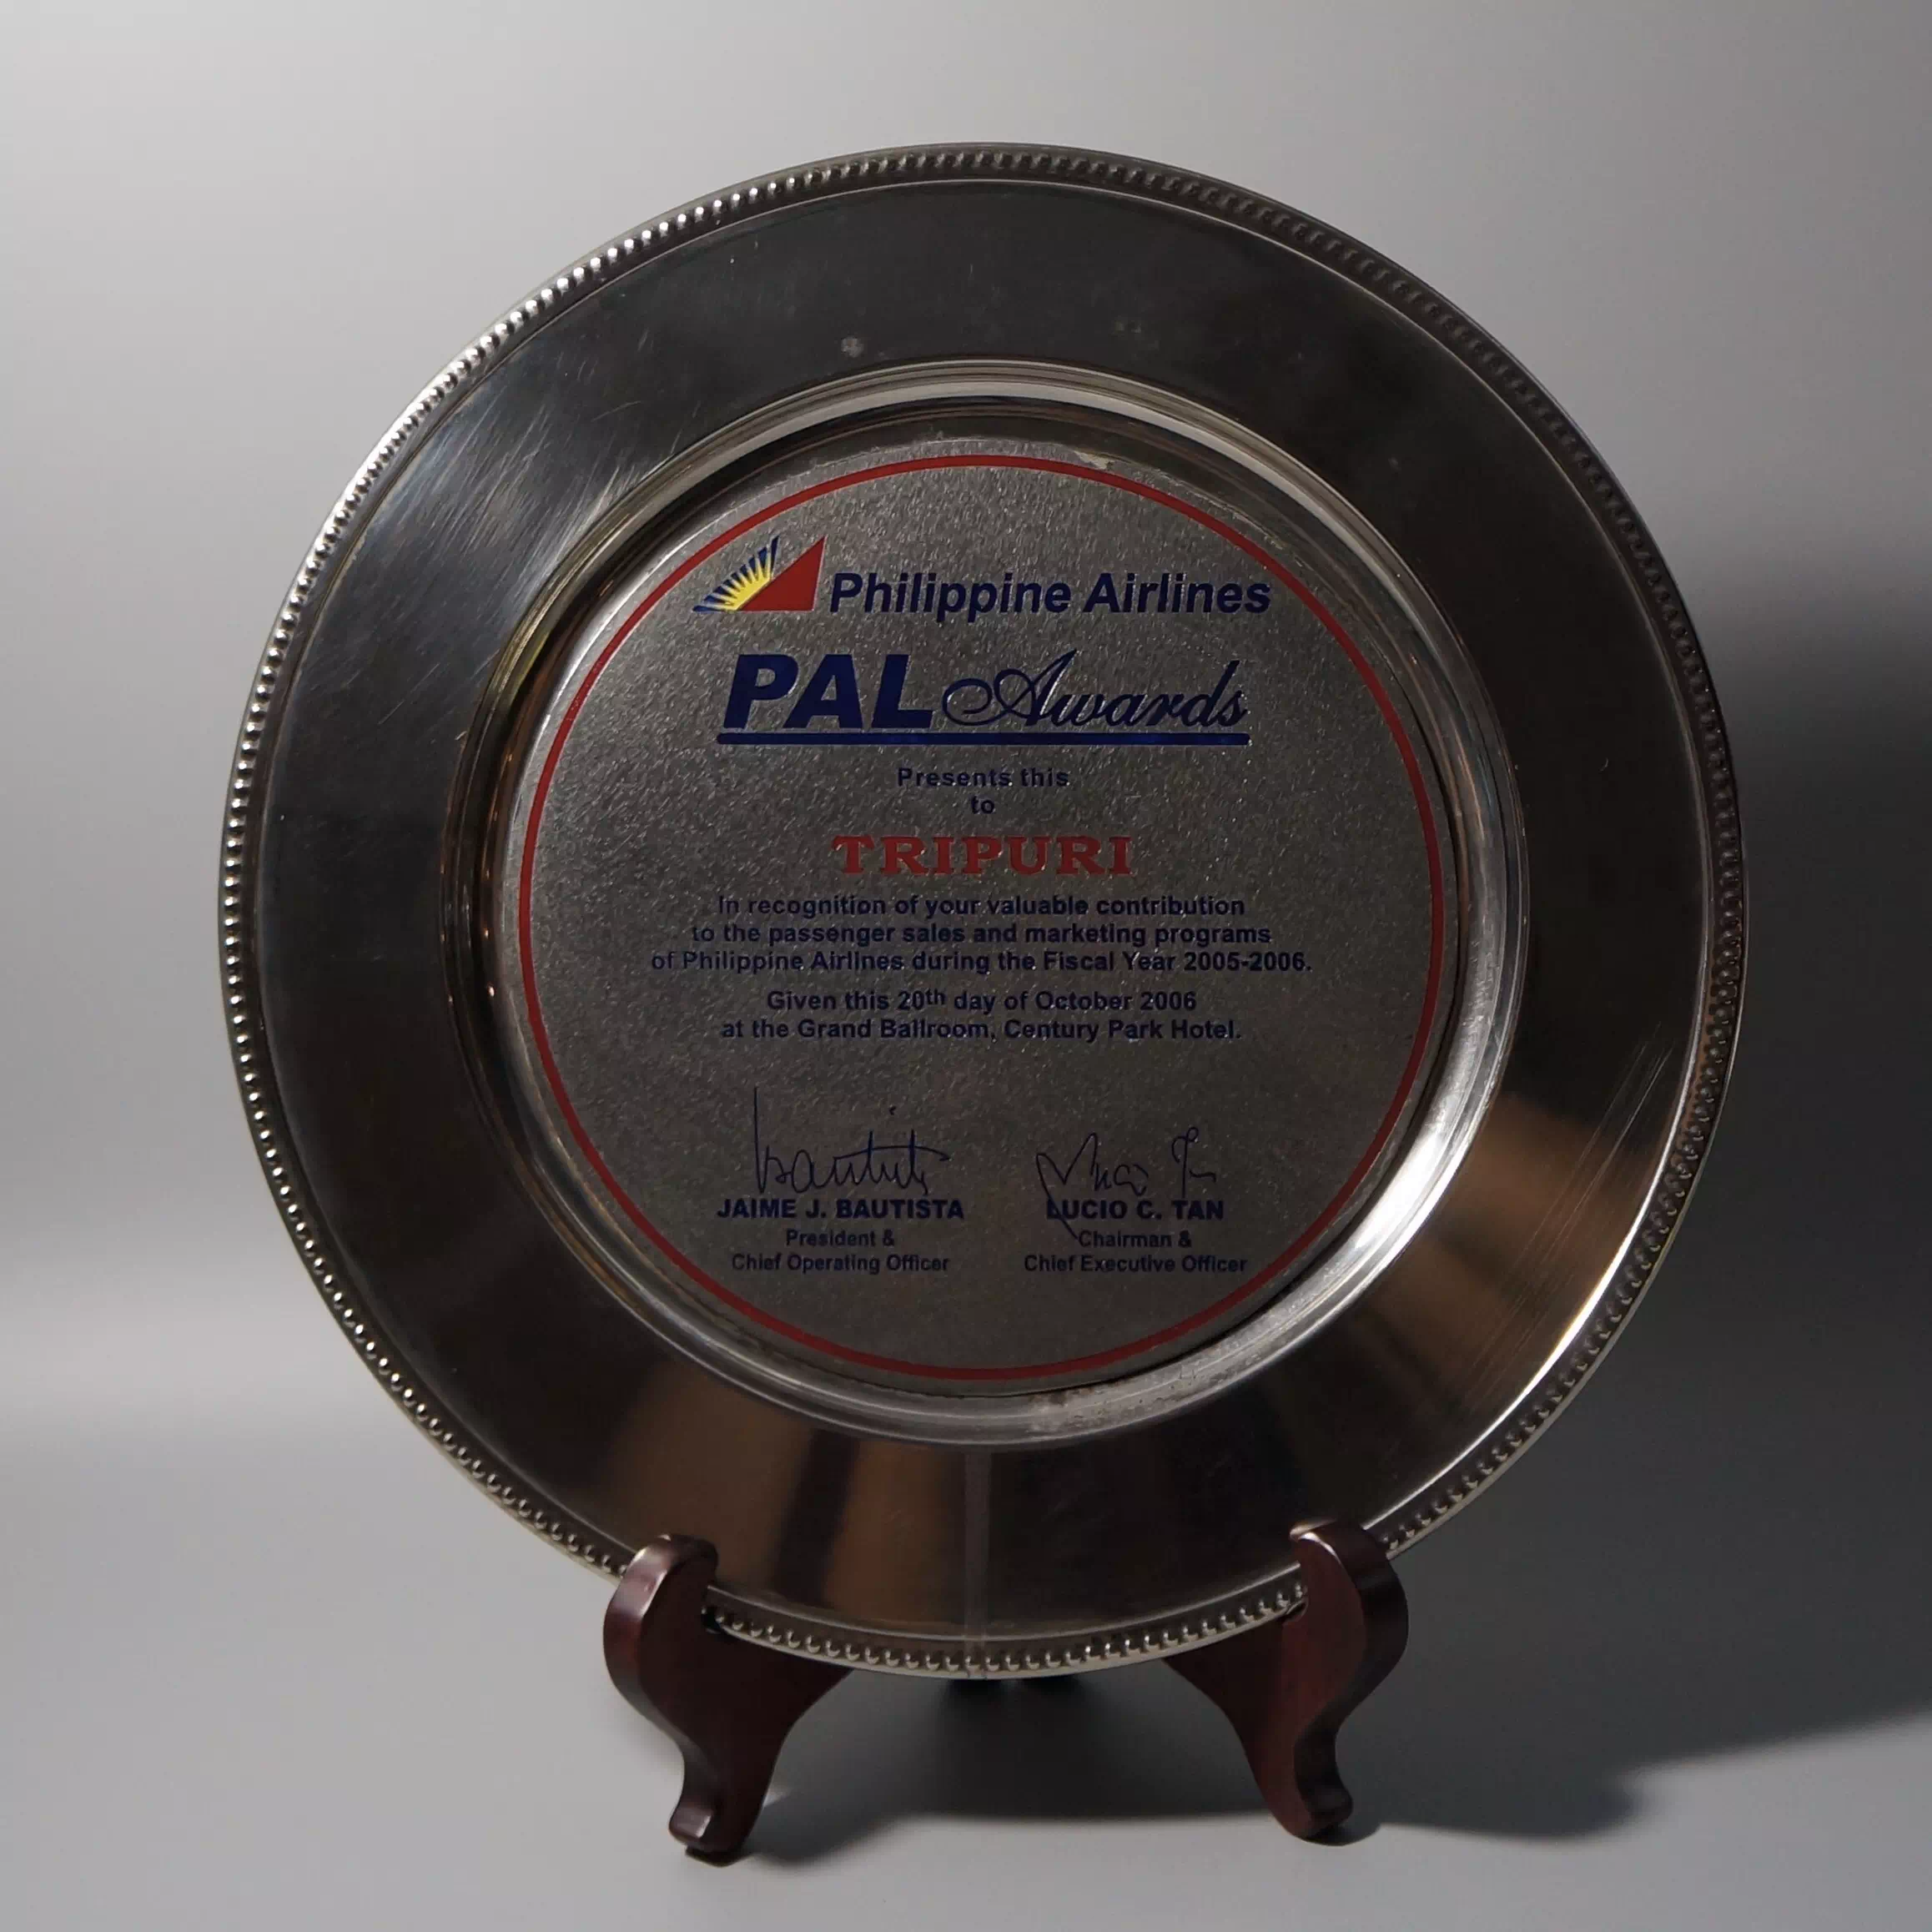 Philippine Airlines
PAL Awards
Presents this
to
TRIPURI
In recognition of your valuable contribution
to the passenger sales and marketing programs
of Philippine Airlines during the Fiscal Year 2005-2006.
Given this 20th day of October 2006
at the Grand Ballroom, Century Park Hotel.
JAIME J. BAUTISTA
President &
Chief Operating Officer
LUCIO C. TAN
Chairman &
Chief Executive Officer